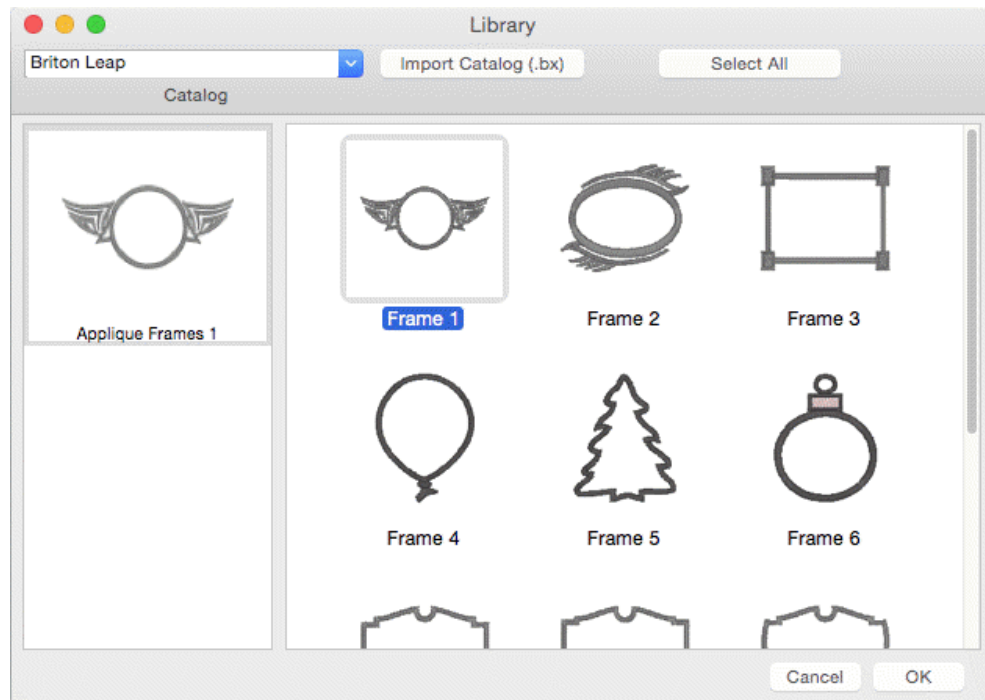 Library
Briton Leap
Import Catalog (.bx)
Select All
Catalog
Applique Frames 1
Frame 1
Frame 2
Frame 3
Frame 4
Frame 5
Frame 6
Cancel
OK